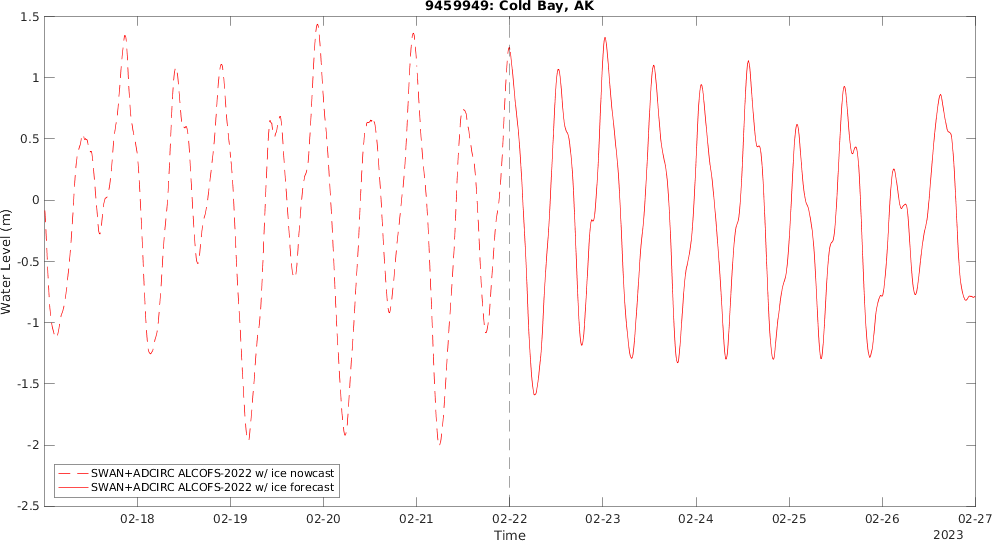 9459949: Cold Bay, AK
1.5
1
0.5
0
-0.5
-1
-1.5
-2
-2.5
Water Level (m)
SWAN+ADCIRC ALCOFS-2022 w/ ice nowcast
SWAN+ADCIRC ALCOFS-2022 w/ ice forecast
02-18 02-19 02-20 02-21 02-22 02-23 02-24 02-25 02-26 02-27
Time
2023